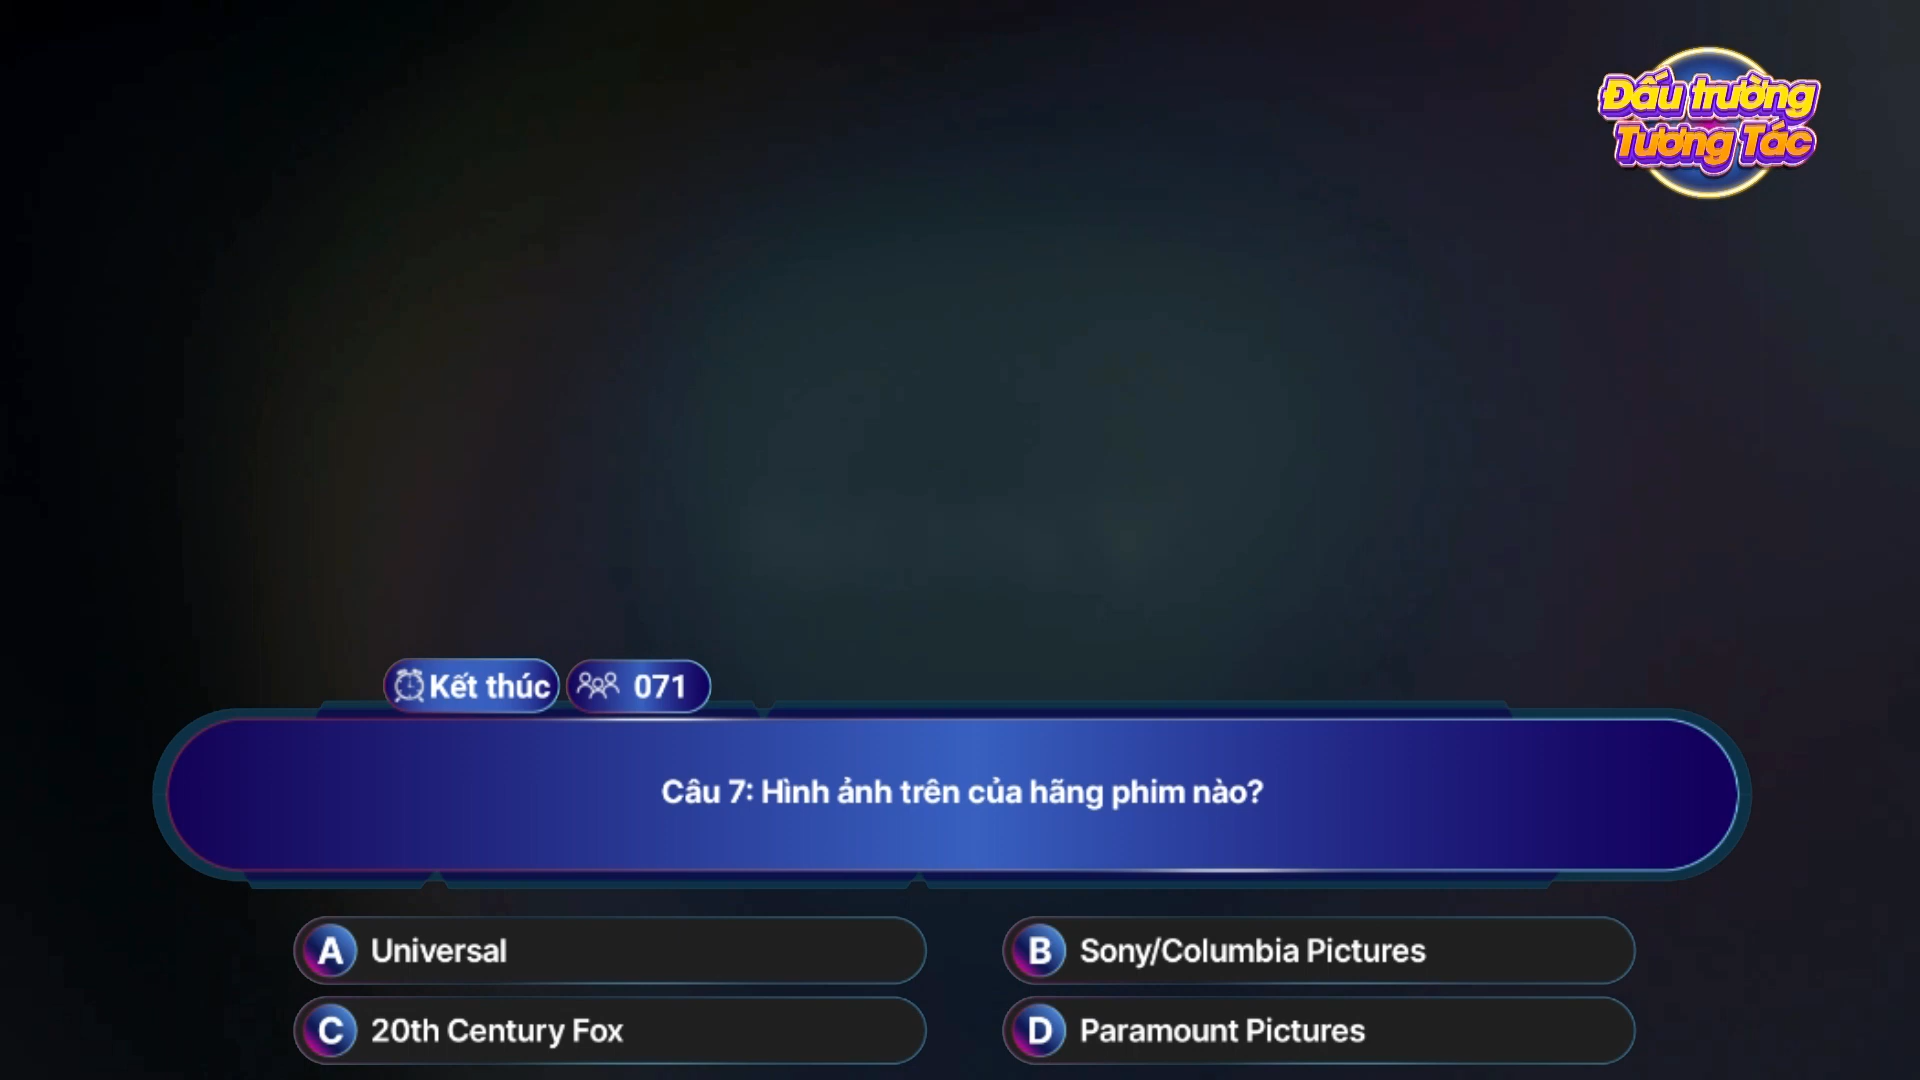 Đấu trường
Tương Tác
Kết thúc
071
Câu 7: Hình ảnh trên của hãng phim nào?
A Universal
B Sony/Columbia Pictures
C 20th Century Fox
D Paramount Pictures